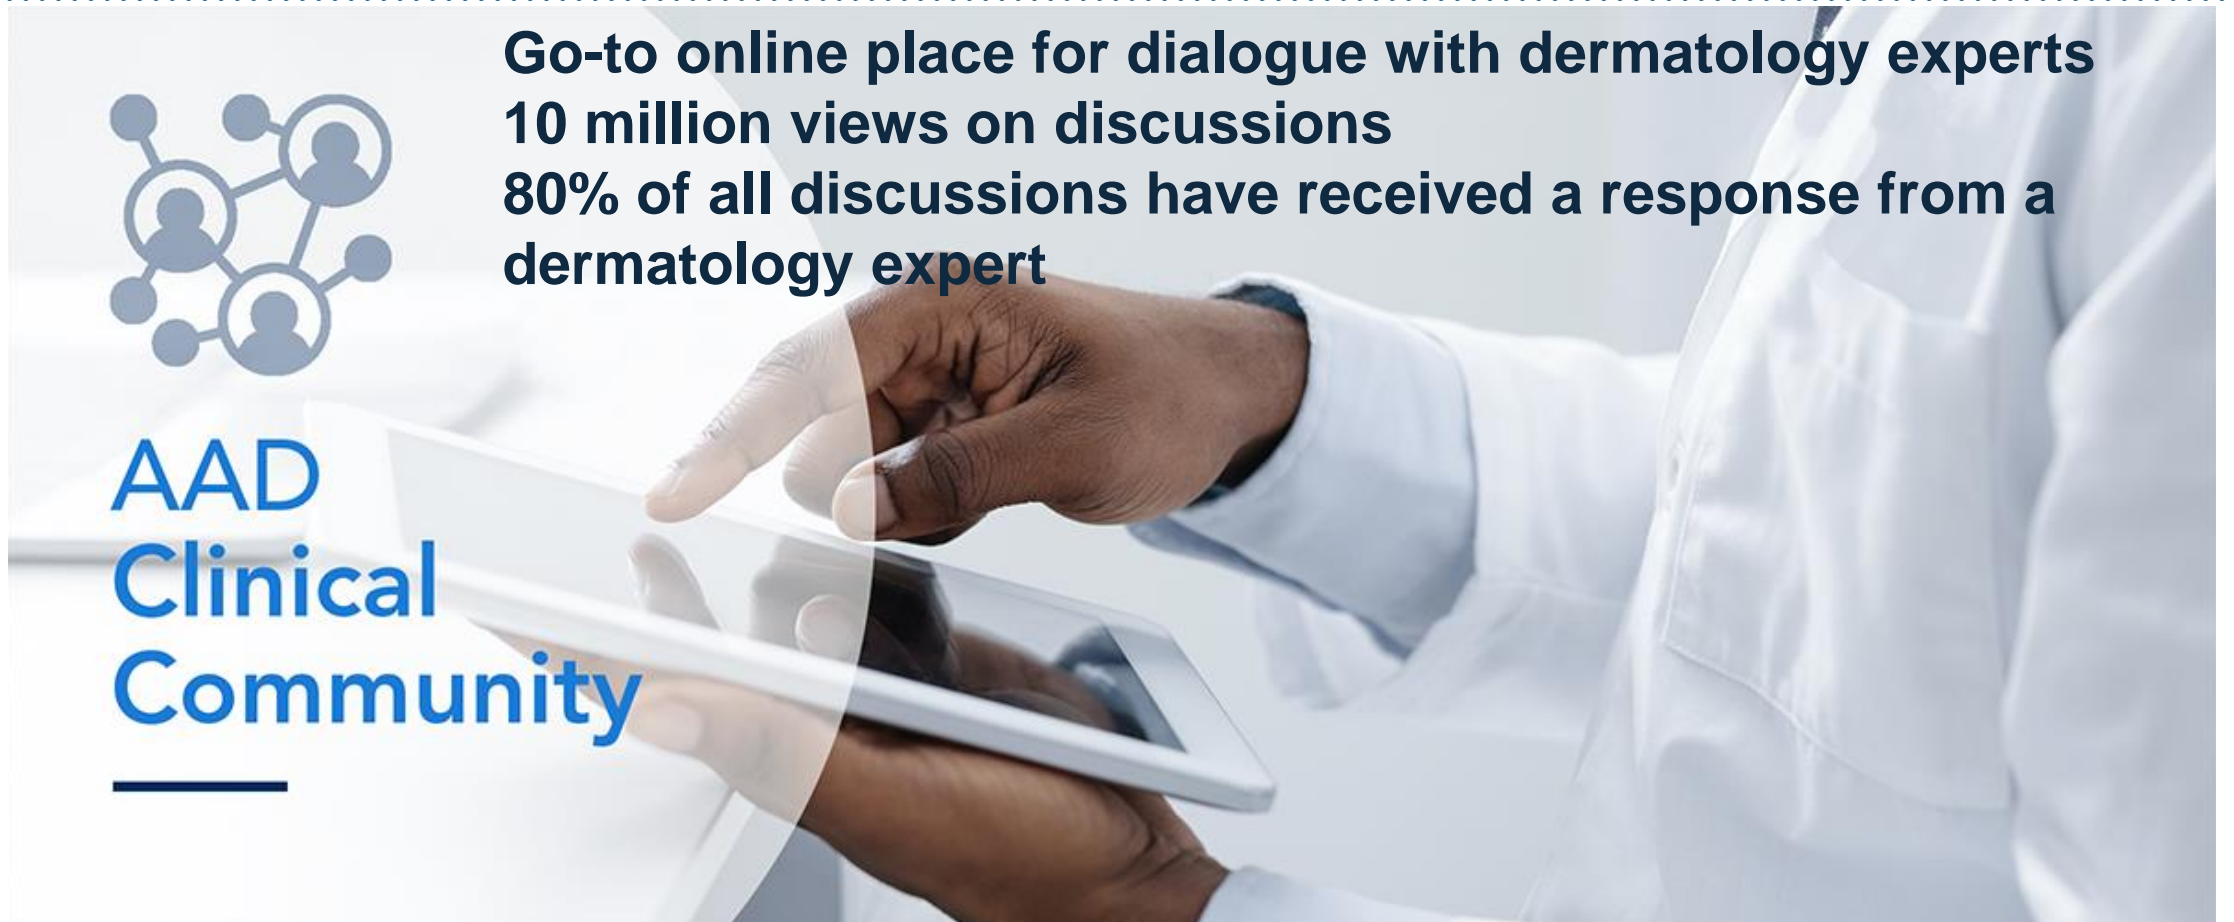 Go-to online place for dialogue with dermatology experts
10 million views on discussions
80% of all discussions have received a response from a
dermatology expert
AAD
Clinical
Community